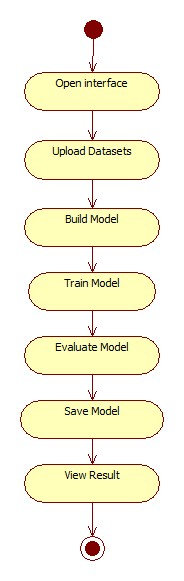 Open interface
Upload Datasets
Build Model
Train Model
Evaluate Model
Save Model
View Result